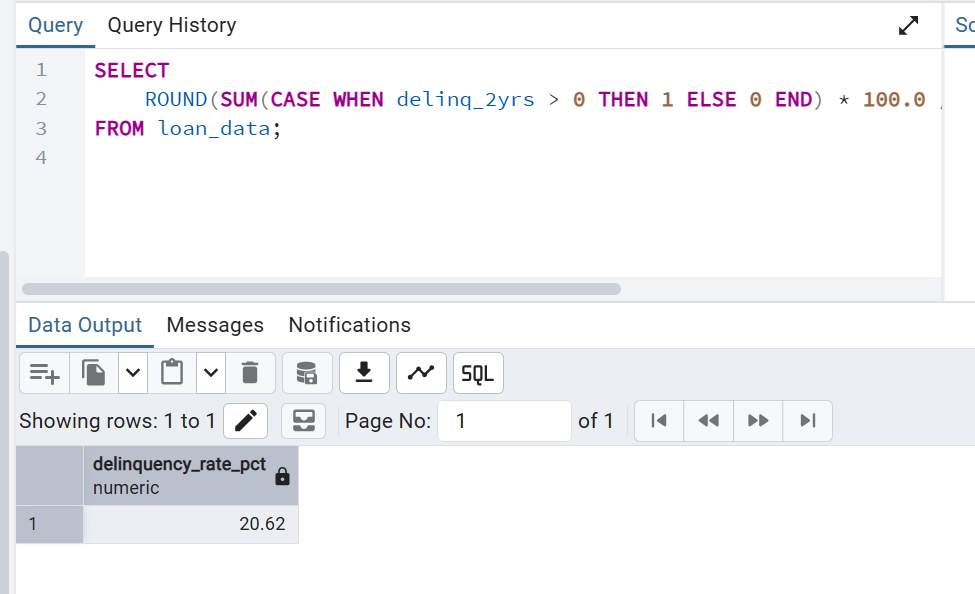 Query Query History
Sc
1 SELECT
2 ROUND(SUM(CASE WHEN delinq_2yrs > 0 THEN 1 ELSE 0 END) * 100.0
3 FROM loan_data;
4
Data Output Messages Notifications
SQL
Showing rows: 1 to 1 Page No: 1 of 1
delinquency_rate_pct
numeric
1 20.62